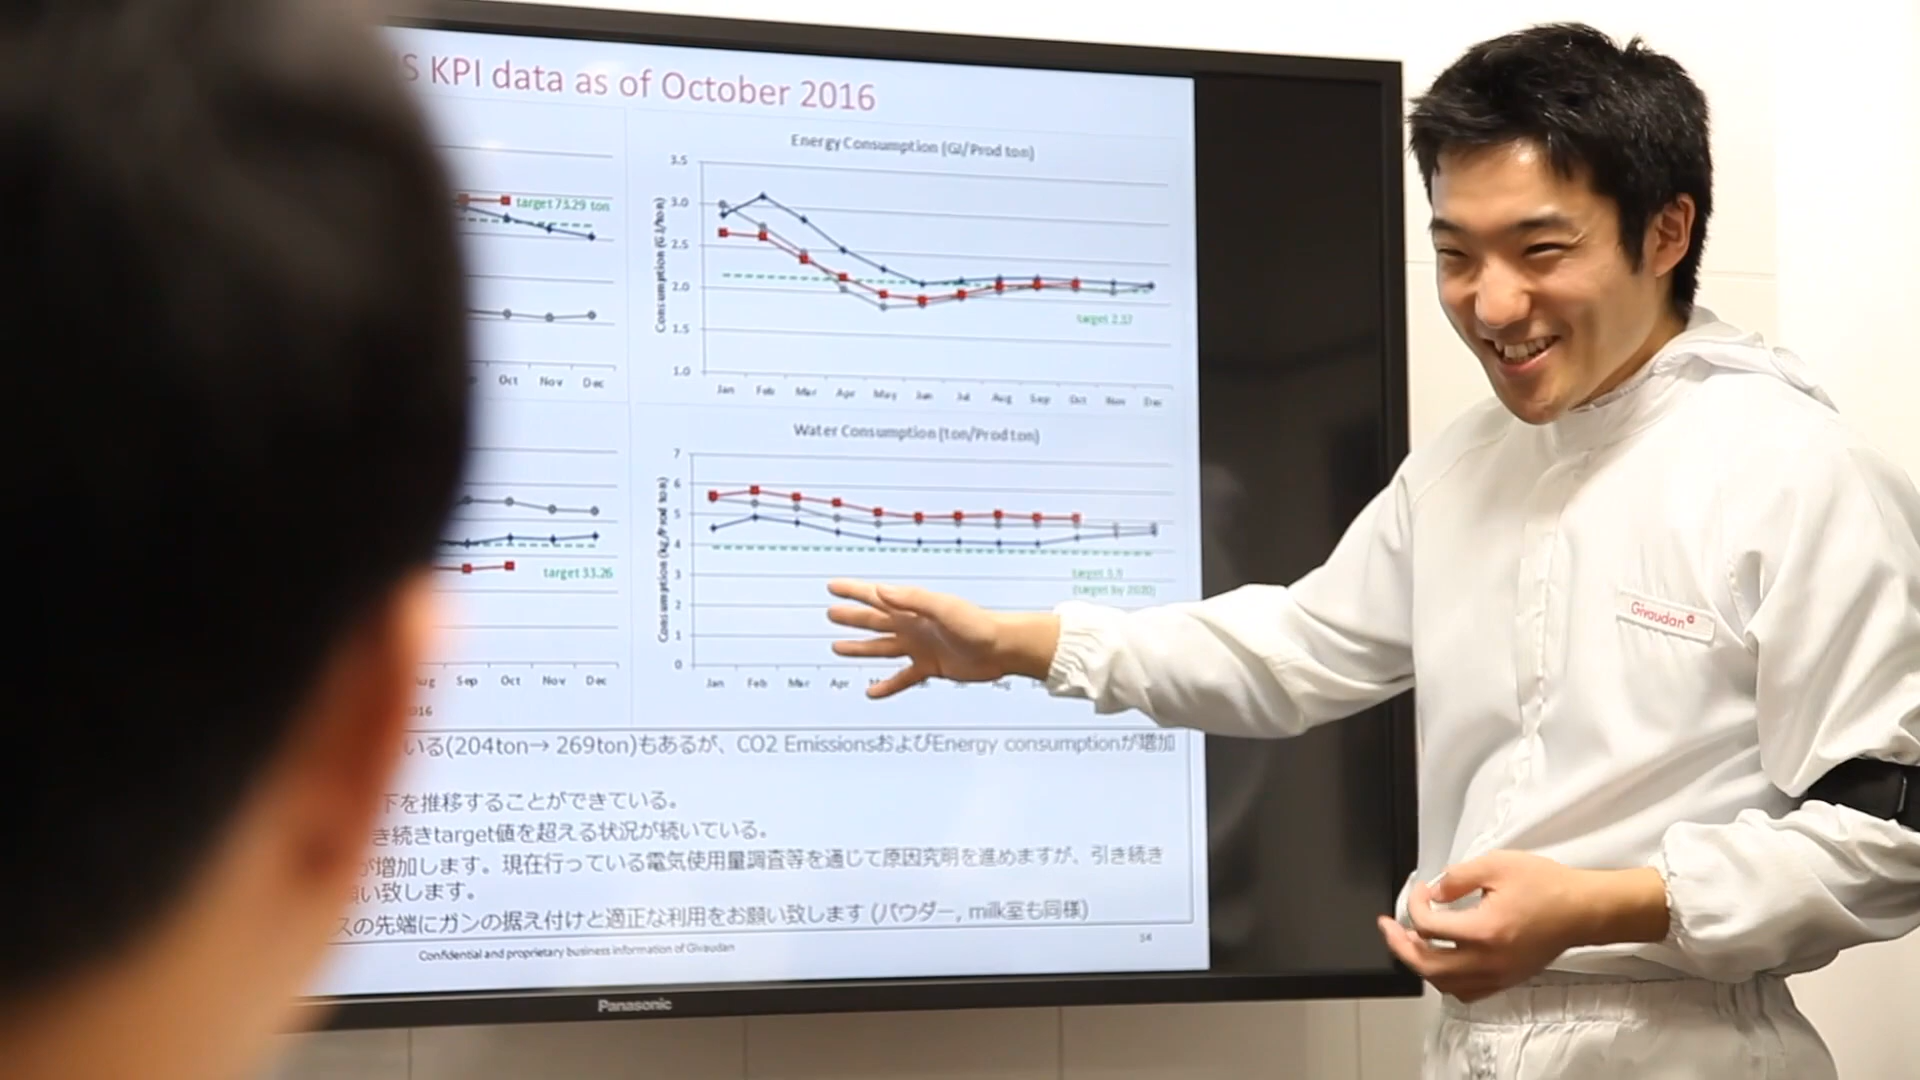 S KPI data as of October 2016
target 73.29 ton
Oct Nov Dec
target 33.26
Sep Oct Nov Dec
Energy Consumption (GJ/Prod ton)
Consumption (GJ/ton)
3.5
3.0
2.5
2.0
1.5
1.0
target 2.17
Jan Feb Mar Apr May Jun Jul Aug Sep Oct Nov Dec
Water Consumption (ton/Prod ton)
Consumption (kg/Prod ton)
7
6
5
4
3
2
1
0
target 3.9
(target by 2020)
Jan Feb Mar Apr
いる(204ton→ 269ton)もあるが、CO2 EmissionsおよびEnergy consumptionが増加
下を推移することができている。
き続きtarget値を超える状況が続いている。
が増加します。現在行っている電気使用量調査等を通じて原因究明を進めますが、引き続き
い致します。
スの先端にガンの据え付けと適正な利用をお願い致します (パウダー, milk室も同様)
Confidential and proprietary business information of Givaudan
54
Panasonic
Givaudan